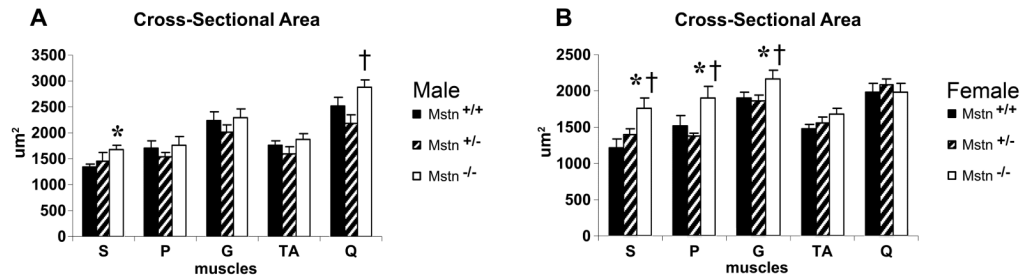 A
Cross-Sectional Area
3500
3000
2500
2000
1500
1000
500
0
um²
*
†
S P G TA Q
muscles
Male
Mstn +/+
Mstn +/-
Mstn -/-
B
Cross-Sectional Area
2500
2000
1500
1000
500
0
um²
*† *† *†
S P G TA Q
muscles
Female
Mstn +/+
Mstn +/-
Mstn -/-